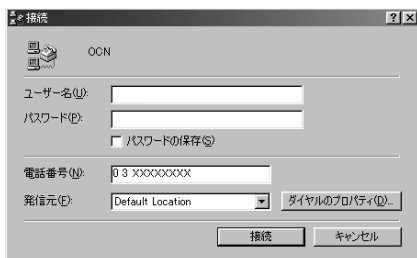 接続
OCN
ユーザー名(U):
パスワード(P):
パスワードの保存(S)
電話番号(N): 03 XXXXXXXX
発信元(F): Default Location ダイヤルのプロパティ(D)...
接続 キャンセル